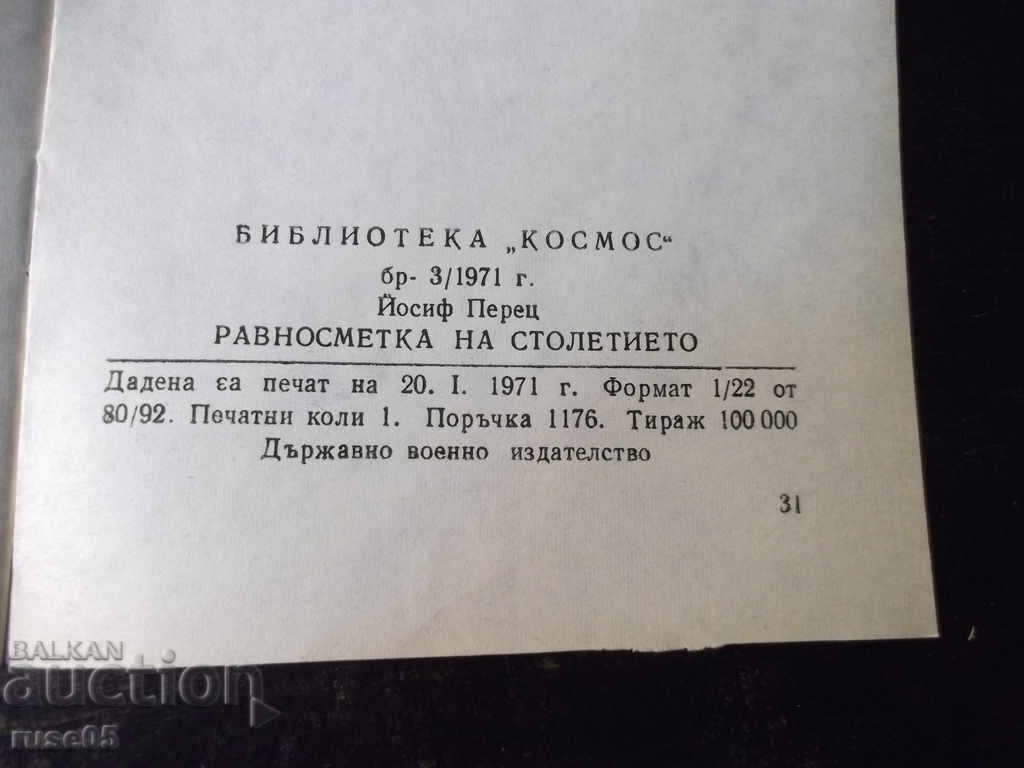 БИБЛИОТЕКА „КОСМОС“
бр- 3/1971 г.
Йосиф Перец
РАВНОСМЕТКА НА СТОЛЕТИЕТО
Дадена εа печат на 20. I. 1971 г. Формат 1/22 от
80/92. Печатни коли 1. Поръчка 1176. Тираж 100 000
Държавно военно издателство
31
BALKAN
auction
ruse05